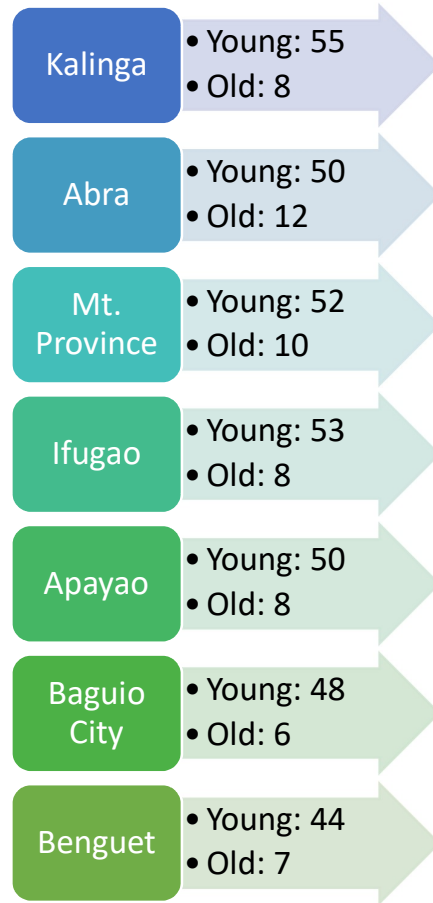 Kalinga
• Young: 55
• Old: 8
Abra
• Young: 50
• Old: 12
Mt.
Province
• Young: 52
• Old: 10
Ifugao
• Young: 53
• Old: 8
Apayao
• Young: 50
• Old: 8
Baguio
City
• Young: 48
• Old: 6
Benguet
• Young: 44
• Old: 7